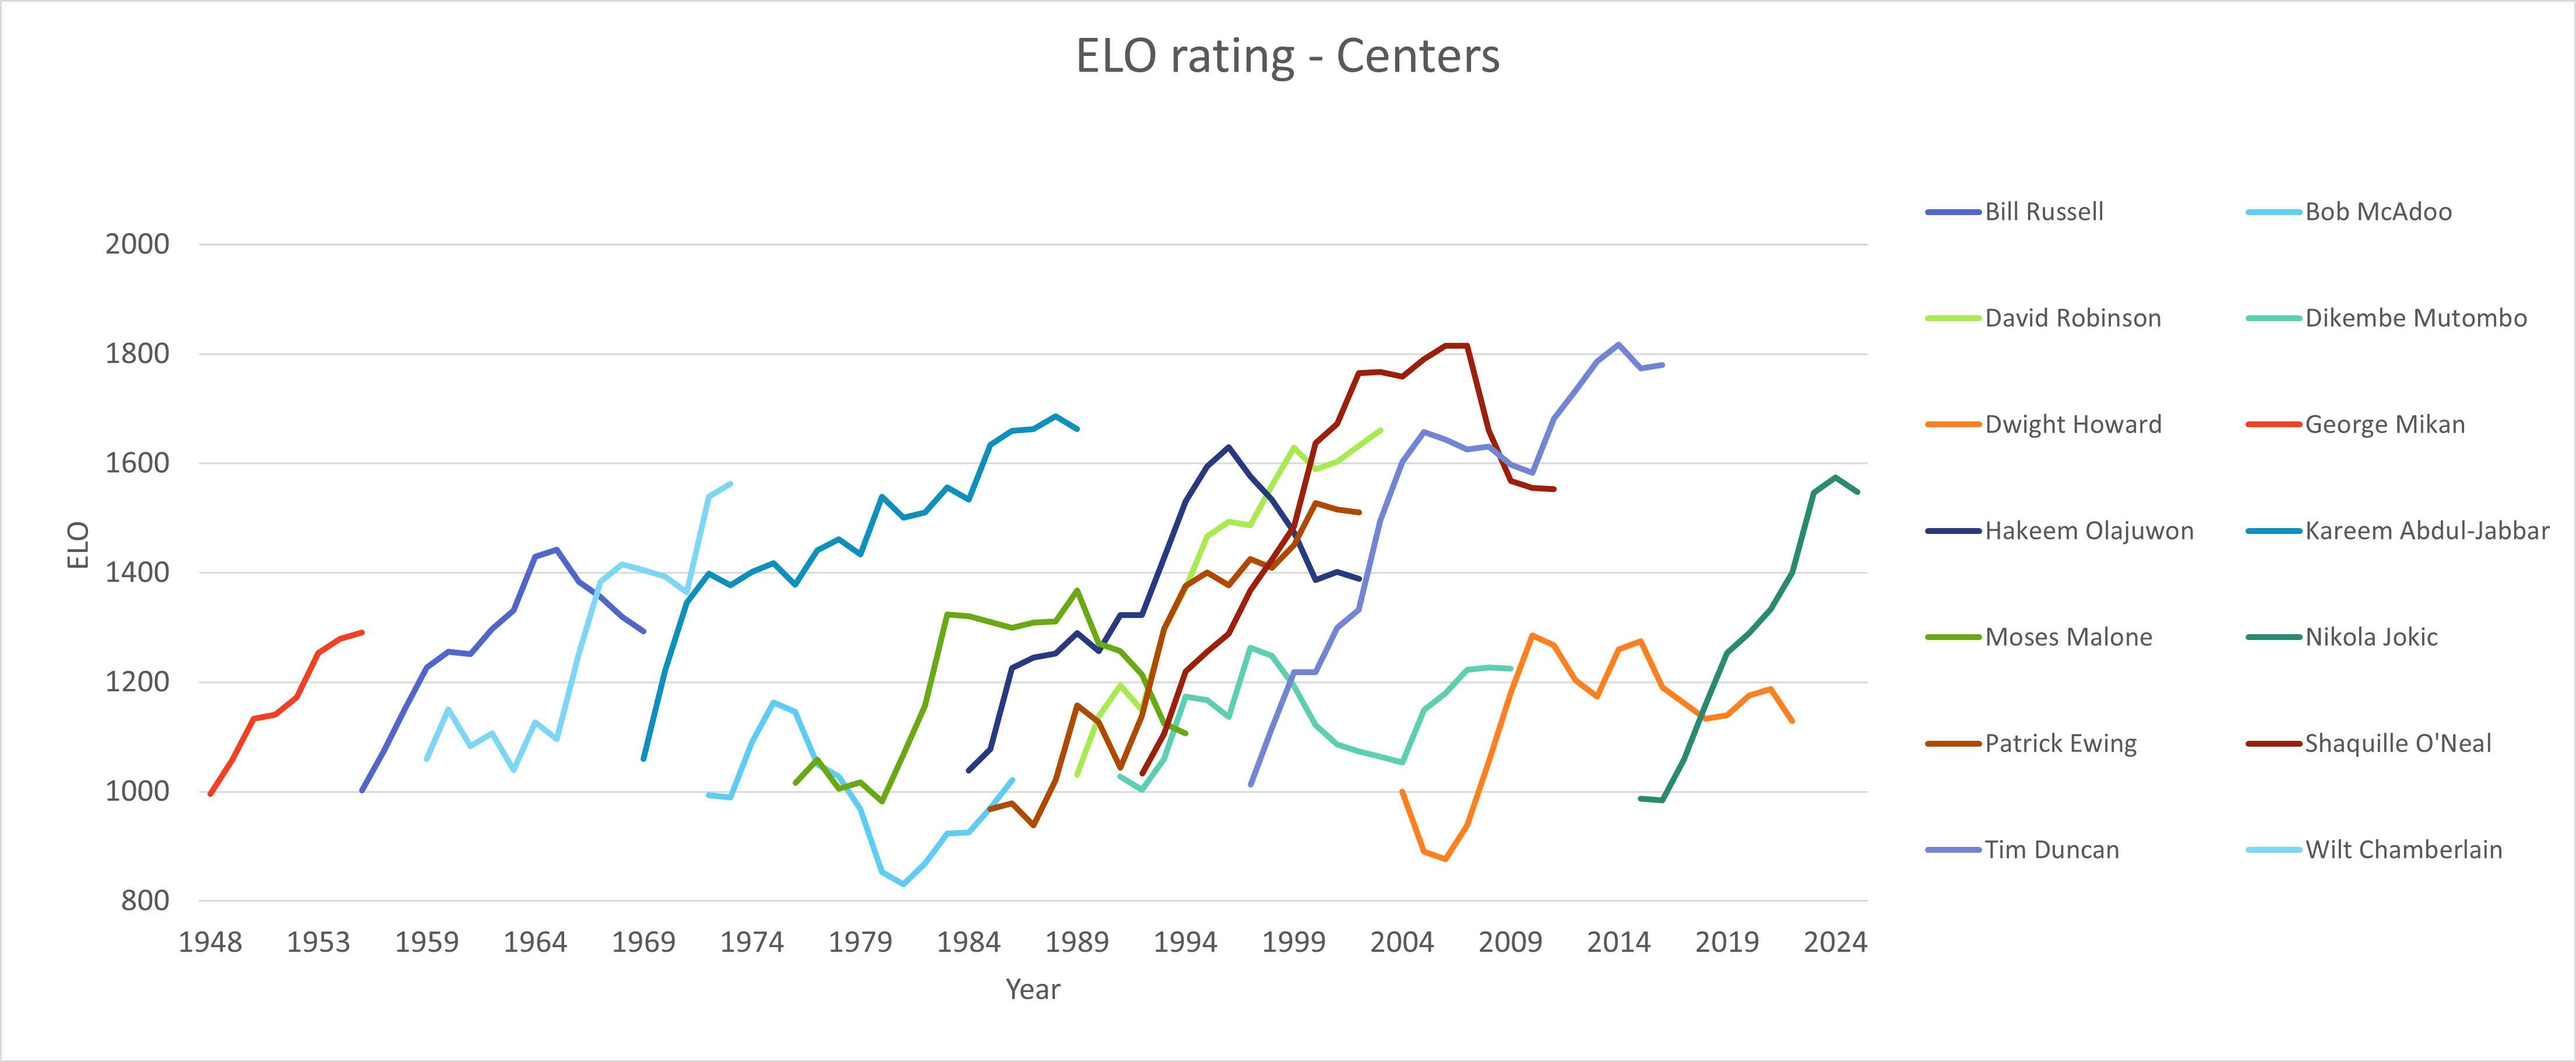 ELO rating - Centers
2000
1800
1600
1400
1200
1000
800
ELO
1948 1953 1959 1964 1969 1974 1979 1984 1989 1994 1999 2004 2009 2014 2019 2024
Year
Bill Russell Bob McAdoo
David Robinson Dikembe Mutombo
Dwight Howard George Mikan
Hakeem Olajuwon Kareem Abdul-Jabbar
Moses Malone Nikola Jokic
Patrick Ewing Shaquille O'Neal
Tim Duncan Wilt Chamberlain